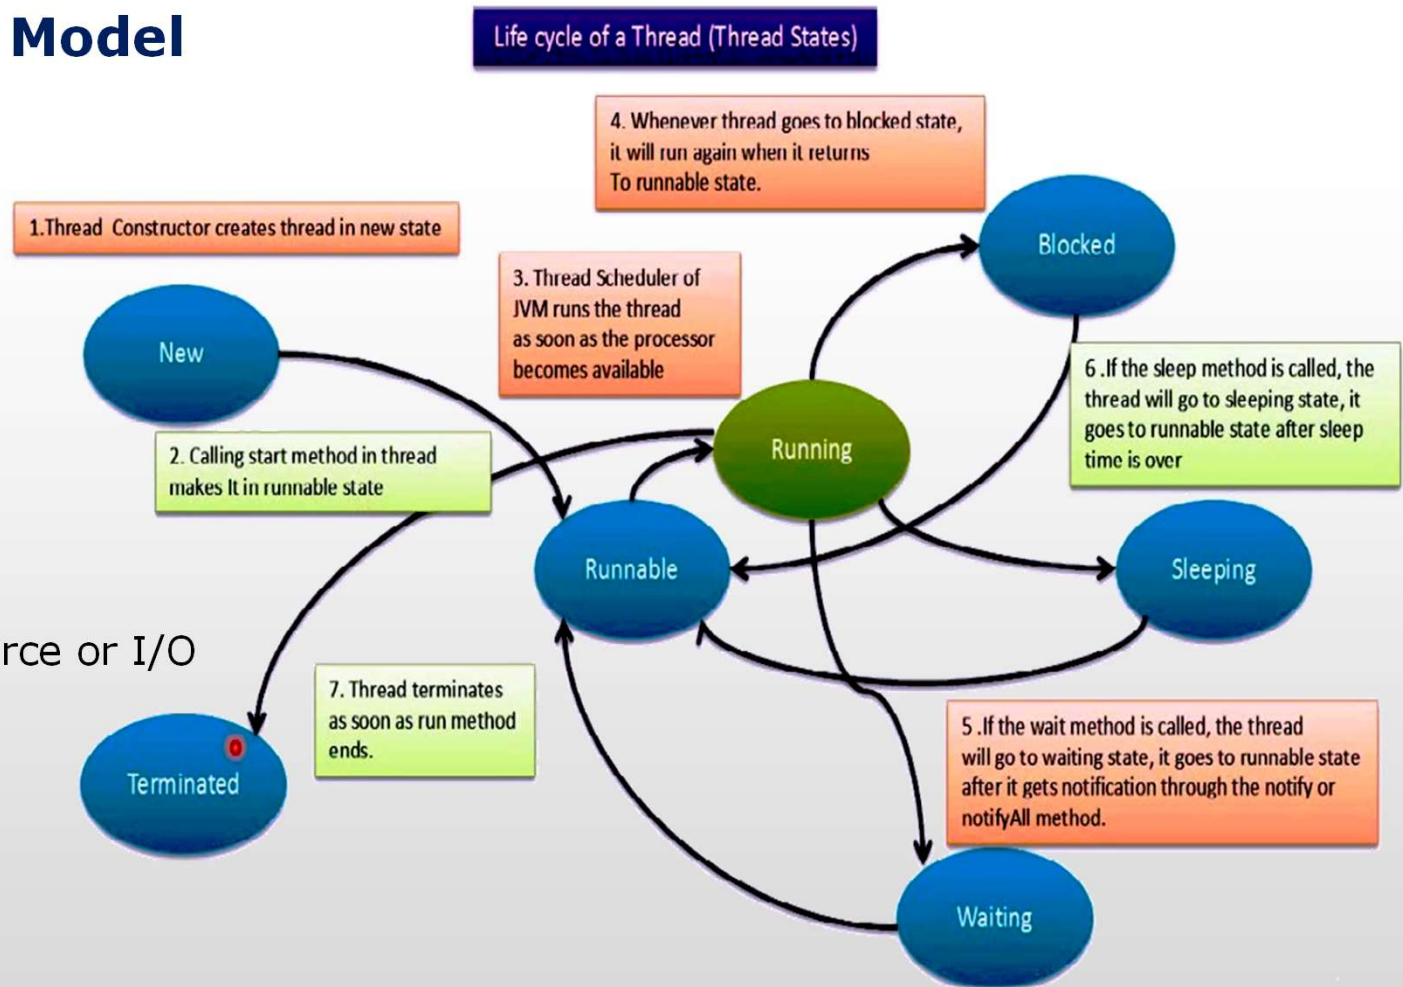 Model
Life cycle of a Thread (Thread States)
4. Whenever thread goes to blocked state,
it will run again when it returns
To runnable state.
1.Thread Constructor creates thread in new state
Blocked
3. Thread Scheduler of
JVM runs the thread
as soon as the processor
becomes available
New
6 .If the sleep method is called, the
thread will go to sleeping state, it
goes to runnable state after sleep
time is over
Running
2. Calling start method in thread
makes It in runnable state
Runnable
Sleeping
rce or I/O
7. Thread terminates
as soon as run method
ends.
5 .If the wait method is called, the thread
will go to waiting state, it goes to runnable state
after it gets notification through the notify or
notifyAll method.
Terminated
Waiting